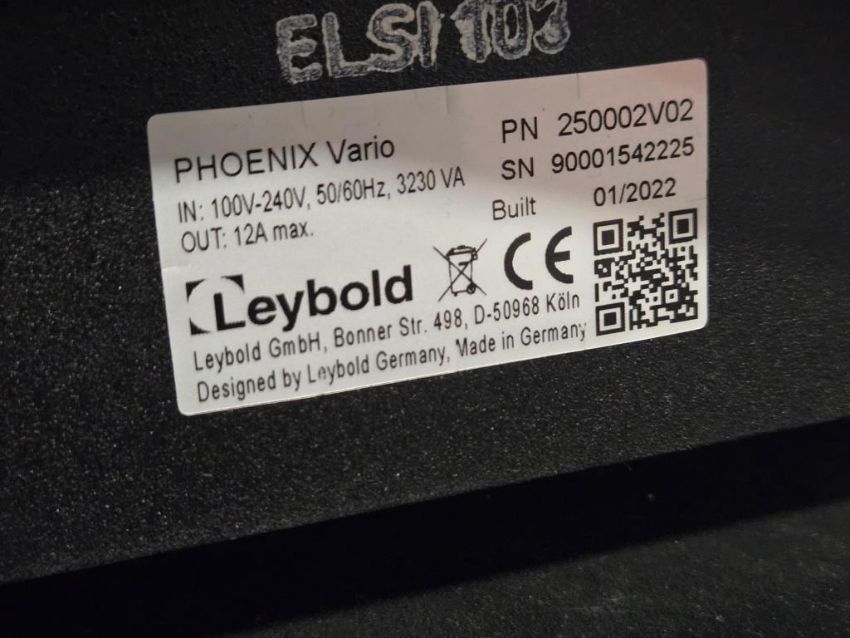 ELSI 103
PHOENIX Vario
IN: 100V-240V, 50/60Hz, 3230 VA
OUT: 12A max.
PN 250002V02
SN 90001542225
Built 01/2022
Leybold
CE
Leybold GmbH, Bonner Str. 498, D-50968 Köln
Designed by Leybold Germany, Made in Germany